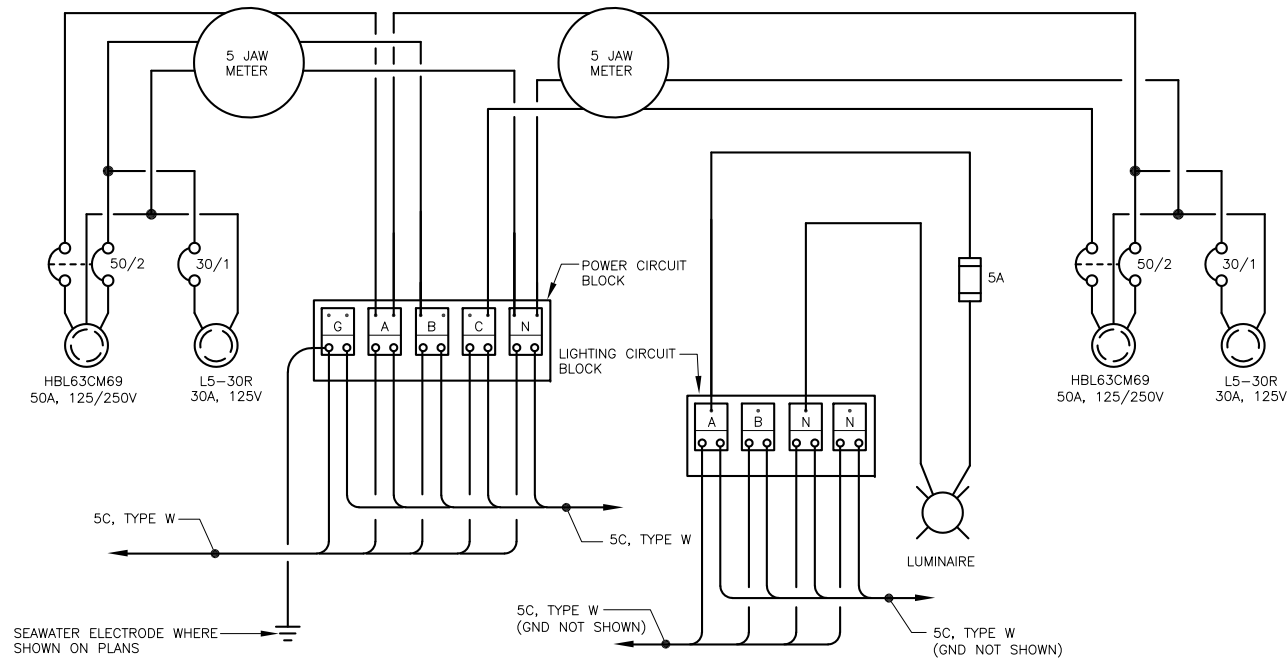 5 JAW
METER
5 JAW
METER
50/2
30/1
50/2
30/1
5A
POWER CIRCUIT
BLOCK
G
A
B
C
N
LIGHTING CIRCUIT
BLOCK
HBL63CM69
50A, 125/250V
L5-30R
30A, 125V
HBL63CM69
50A, 125/250V
L5-30R
30A, 125V
A
B
N
N
5C, TYPE W
5C, TYPE W
LUMINAIRE
5C, TYPE W
(GND NOT SHOWN)
5C, TYPE W
(GND NOT SHOWN)
SEAWATER ELECTRODE WHERE
SHOWN ON PLANS